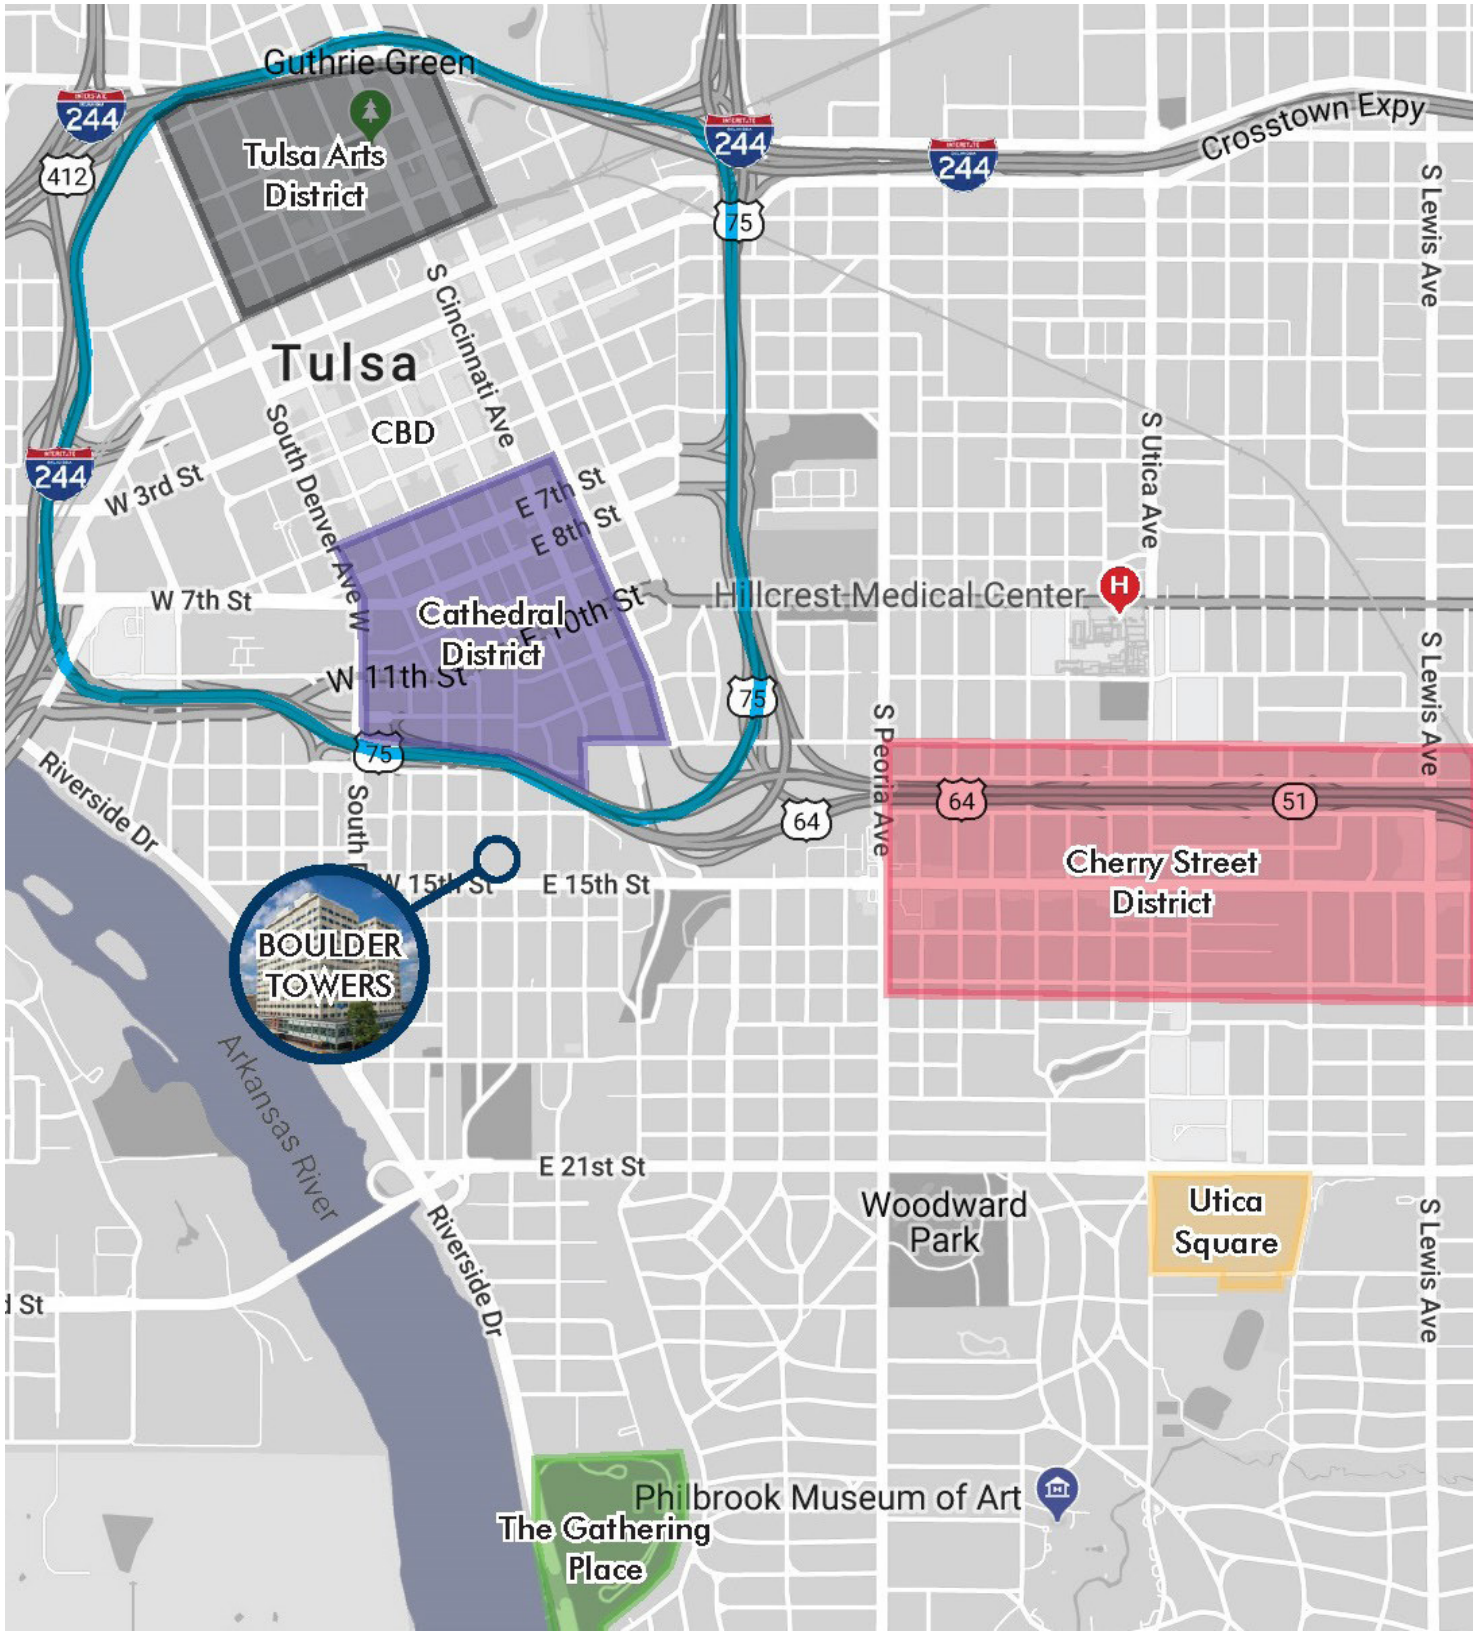 Guthrie Green
INTERSTATE
244
412
Tulsa Arts
District
INTERSTATE
244
75
INTERSTATE
244
Crosstown Expy
S Lewis Ave
S Cincinnati Ave
Tulsa
CBD
South Denver Ave W
INTERSTATE
244
W 3rd St
S Utica Ave
E 7th St
E 8th St
W 7th St
Cathedral
District
E 10th St
W 11th St
Hillcrest Medical Center
H
S Lewis Ave
75
75
S Peoria Ave
Riverside Dr
64
64
51
Cherry Street
District
South
W 15th St
E 15th St
BOULDER
TOWERS
Arkansas River
E 21st St
Riverside Dr
Woodward
Park
Utica
Square
S Lewis Ave
d St
Philbrook Museum of Art
The Gathering
Place